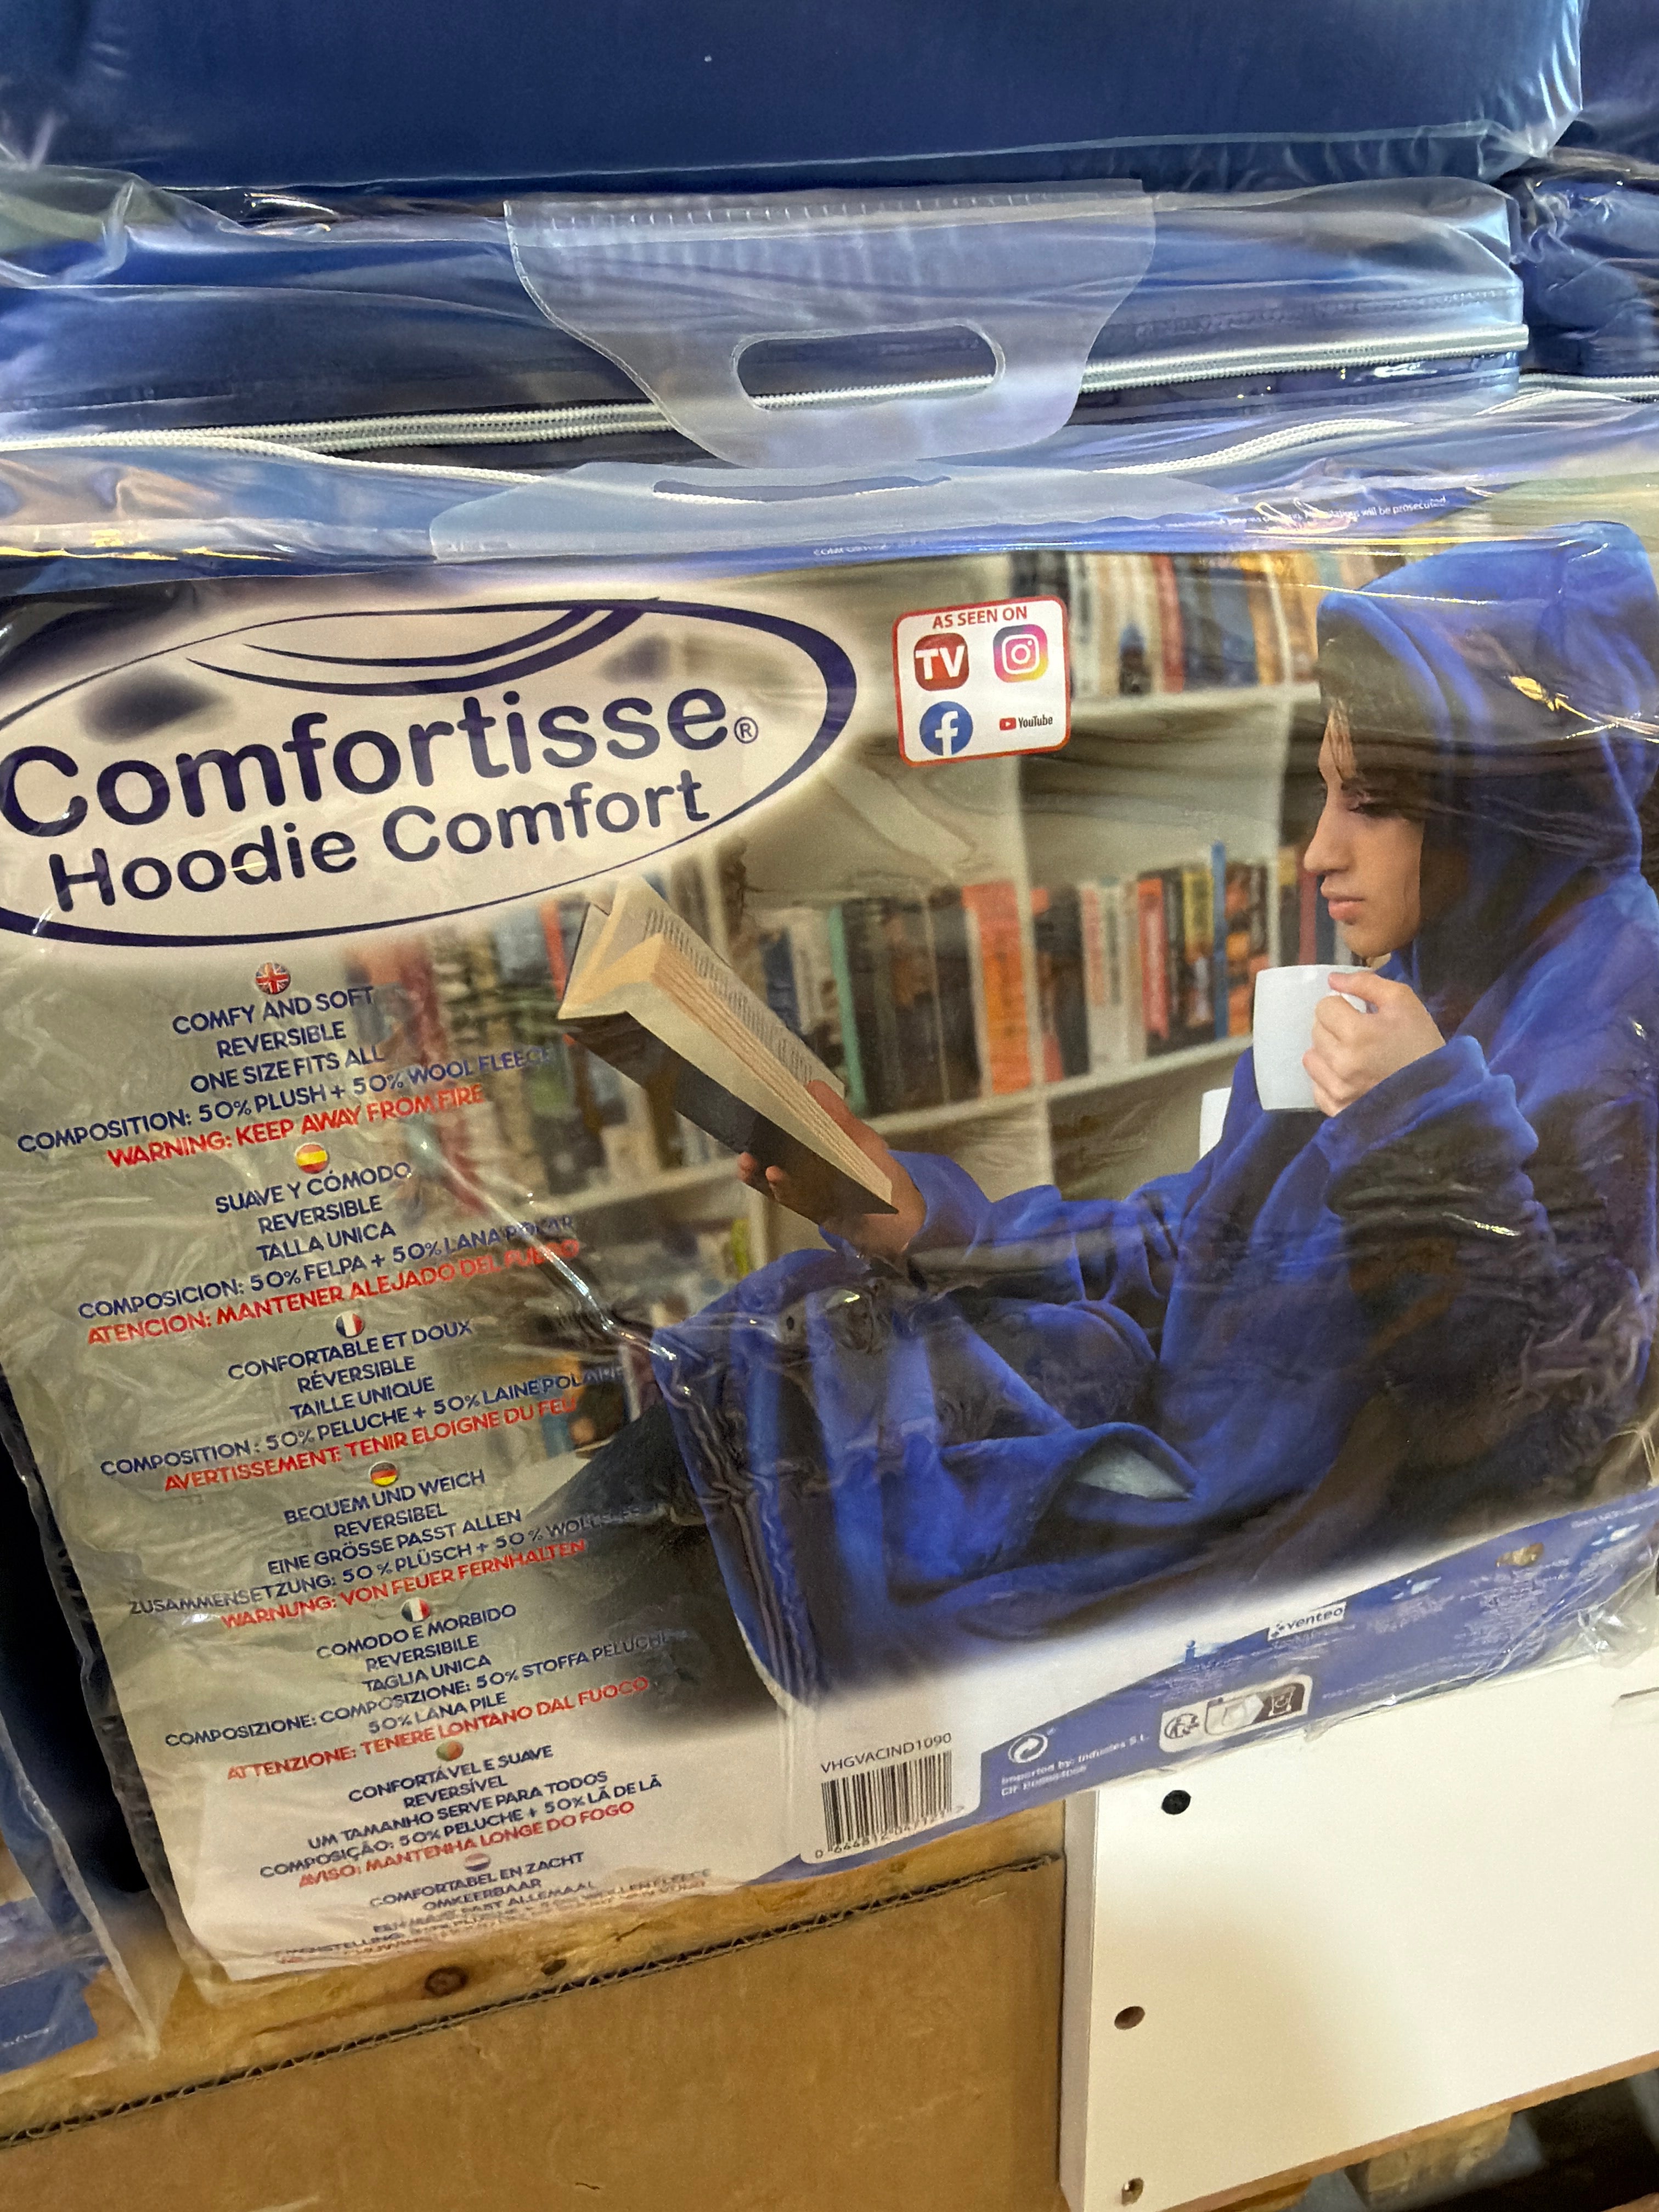 will be prosecuted
AS SEEN ON
TV
YouTube
Comfortisse®
Hoodie Comfort
COMFY AND SOFT
REVERSIBLE
ONE SIZE FITS ALL
COMPOSITION: 50% PLUSH + 50% WOOL FLEECE
WARNING: KEEP AWAY FROM FIRE
SUAVE Y CÓMODO
REVERSIBLE
TALLA UNICA
COMPOSICION: 50% FELPA + 50% LANA POLAR
ATENCION: MANTENER ALEJADO DEL FUEGO
CONFORTABLE ET DOUX
RÉVERSIBLE
TAILLE UNIQUE
COMPOSITION: 50% PELUCHE + 50% LAINE POLAIRE
AVERTISSEMENT: TENIR ELOIGNE DU FEU
BEQUEM UND WEICH
REVERSIBEL
EINE GRÖSSE PASST ALLEN
ZUSAMMENSETZUNG: 50 % PLÜSCH + 50 %
WARNUNG: VON FEUER FERNHALTEN
COMODO E MORBIDO
REVERSIBILE
TAGLIA UNICA
COMPOSIZIONE: COMPOSIZIONE: 50% STOFFA PELUCHE
50% LANA PILE
ATTENZIONE: TENERE LONTANO DAL FUOCO
CONFORTÁVEL E SUAVE
REVERSÍVEL
UM TAMANHO SERVE PARA TODOS
COMPOSIÇÃO: 50% PELUCHE + 50% LÃ DE LÃ
AVISO: MANTENHA LONGE DO FOGO
COMFORTABEL EN ZACHT
OMKEERBAAR
venteo
VHGVACIND1090
Imported by: